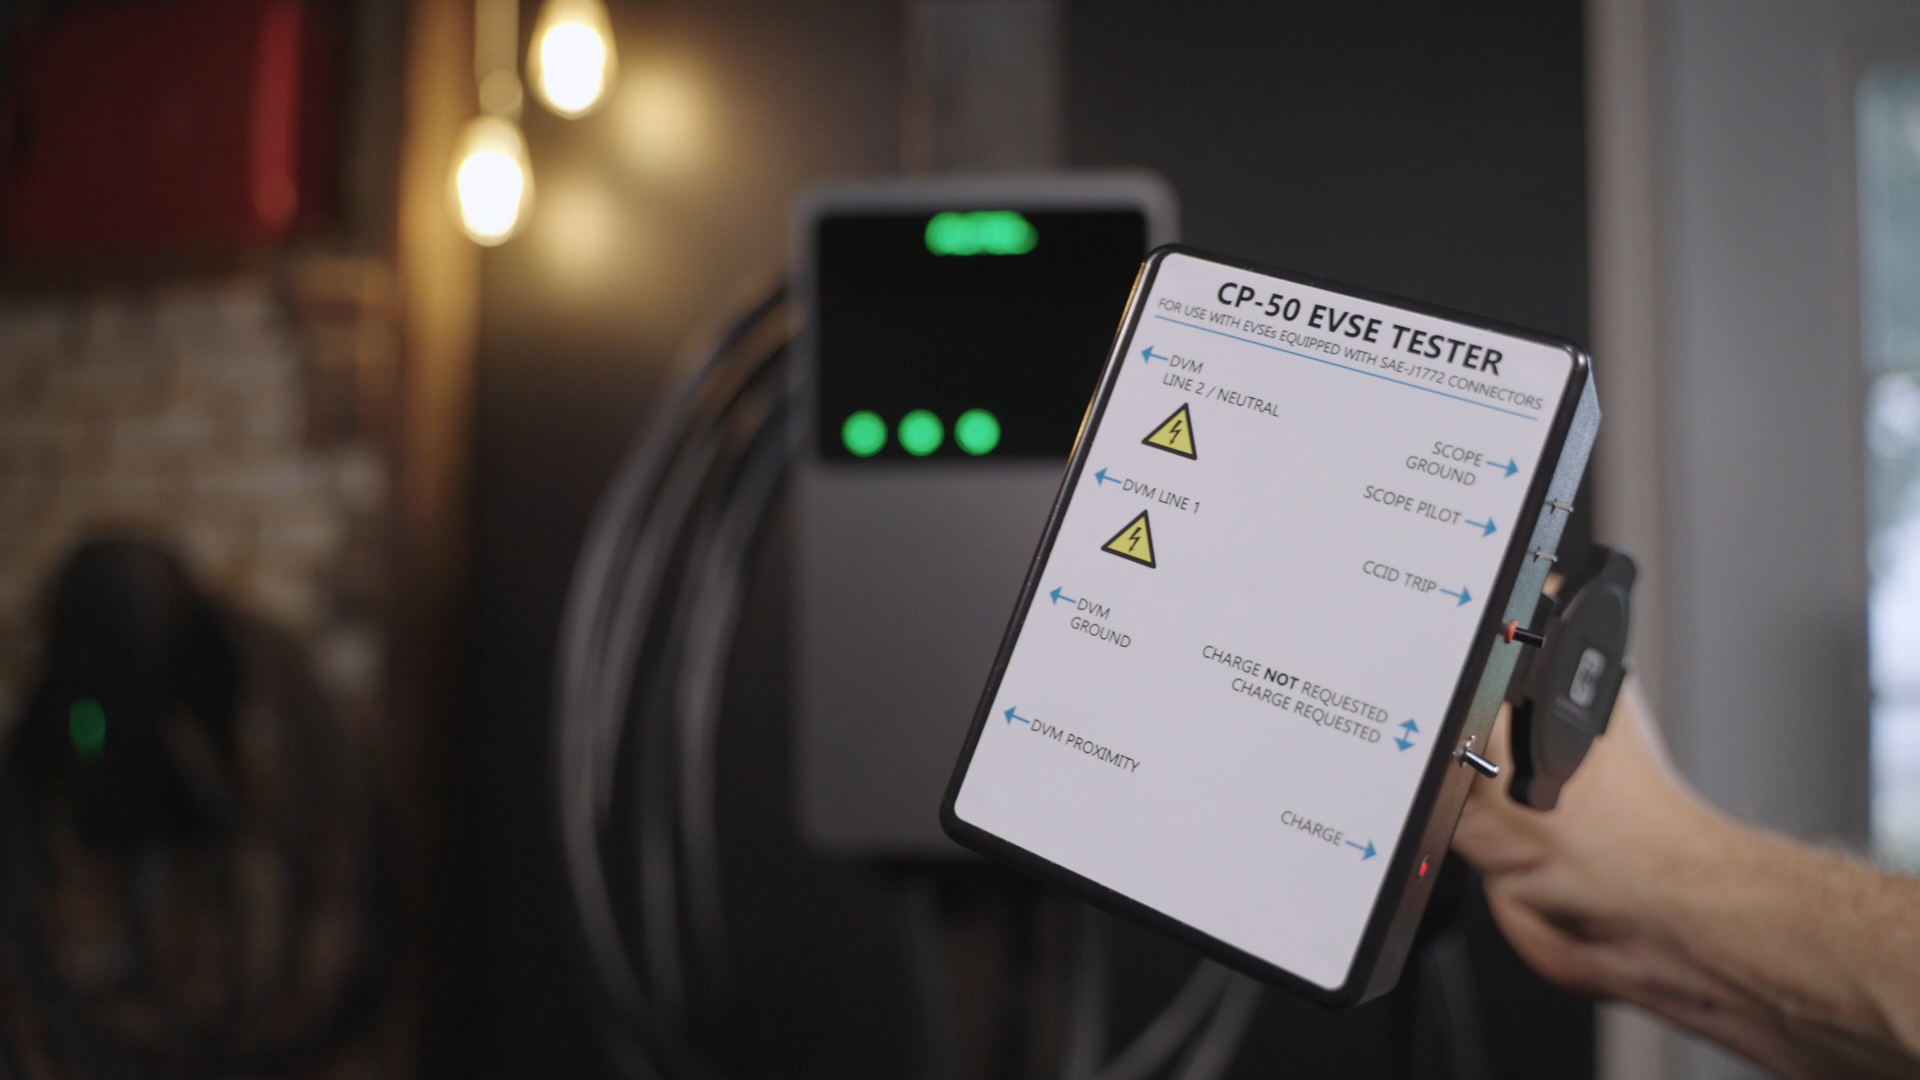 CP-50 EVSE TESTER
FOR USE WITH EVSEs EQUIPPED WITH SAE-J1772 CONNECTORS
DVM
LINE 2 / NEUTRAL
DVM LINE 1
DVM
GROUND
DVM PROXIMITY
SCOPE
GROUND
SCOPE PILOT
CCID TRIP
CHARGE NOT REQUESTED
CHARGE REQUESTED
CHARGE